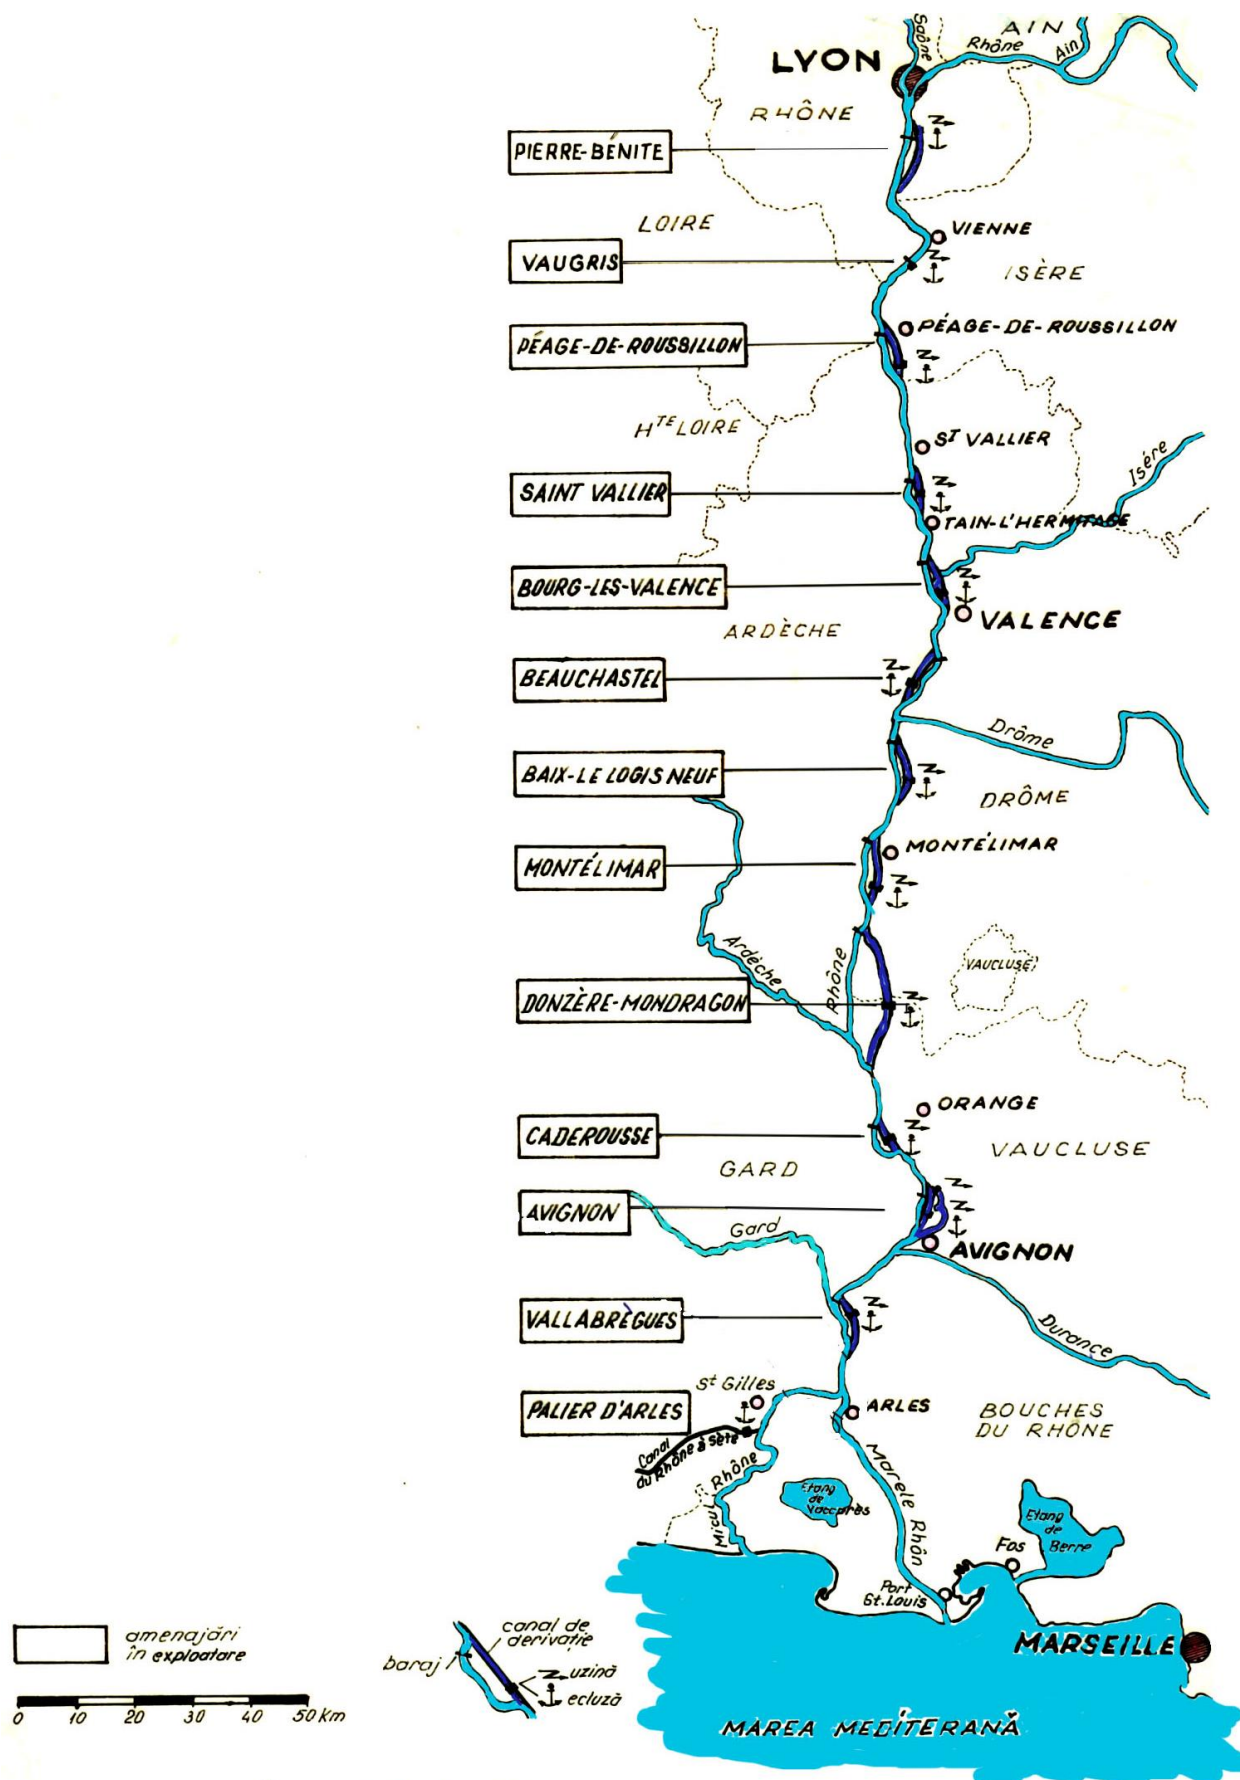 Saône
AIN
Rhône
Ain
LYON
RHÔNE
PIERRE-BÉNITE
LOIRE
VIENNE
VAUGRIS
ISÈRE
PÉAGE-DE-ROUSSILLON
PÉAGE-DE-ROUSSILLON
HTE LOIRE
ST VALLIER
Isére
SAINT VALLIER
TAIN-L'HERMITAGE
BOURG-LES-VALENCE
VALENCE
ARDÈCHE
BEAUCHASTEL
Drôme
BAIX-LE LOGIS NEUF
DRÔME
MONTÉLIMAR
MONTÉLIMAR
Ardèche
Rhône
VAUCLUSE
DONZÈRE-MONDRAGON
ORANGE
CADEROUSSE
VAUCLUSE
GARD
AVIGNON
Gard
AVIGNON
VALLABRÈGUES
Durance
St Gilles
PALIER D'ARLES
ARLES
BOUCHES
DU RHÔNE
Canal
du Rhône à Sète
Micul Rhône
Marele Rhôn
Etang
de
Vaccarès
Etang
de
Berre
Fos
Port
St. Louis
MARSEILLE
MAREA MEDITERANĂ
amenajări
în exploatare
0 10 20 30 40 50 Km
canal de
derivație
baraj
uzină
ecluză